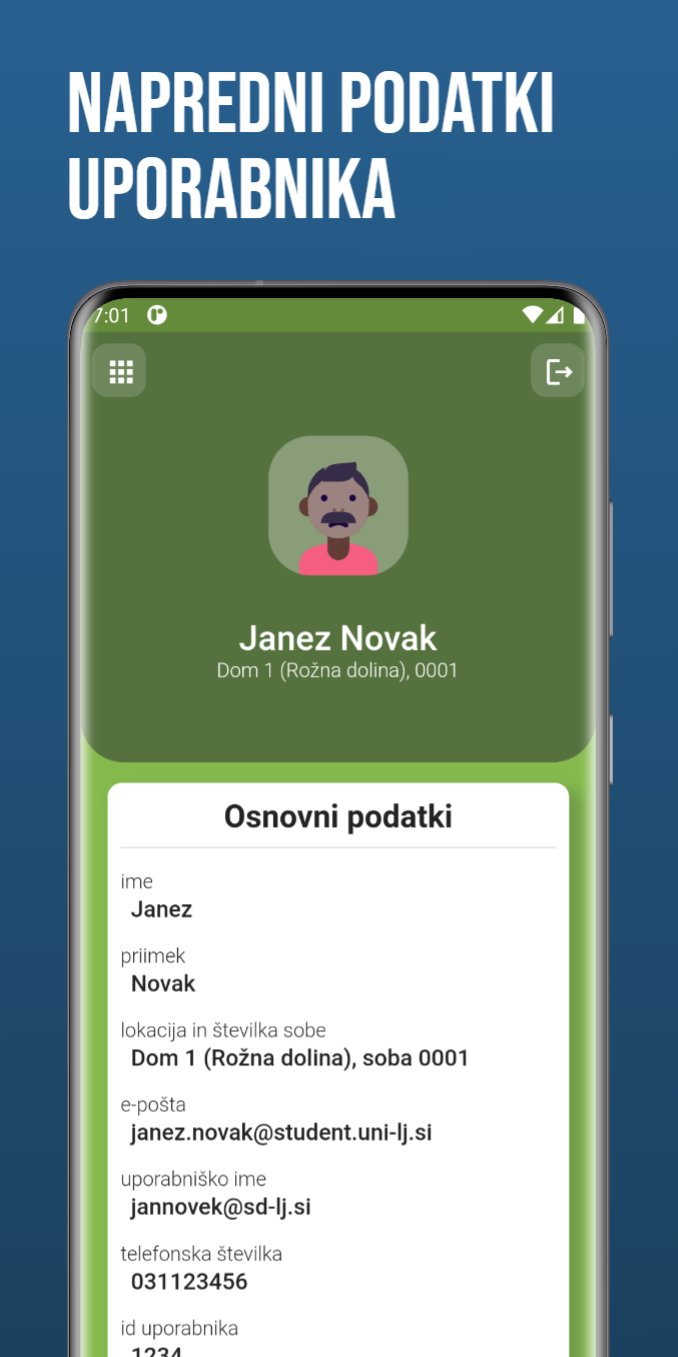 NAPREDNI PODATKI
UPORABNIKA
7:01
Janez Novak
Dom 1 (Rožna dolina), 0001
Osnovni podatki
ime
Janez
priimek
Novak
lokacija in številka sobe
Dom 1 (Rožna dolina), soba 0001
e-pošta
janez.novak@student.uni-lj.si
uporabniško ime
jannovek@sd-lj.si
telefonska številka
031123456
id uporabnika
1234